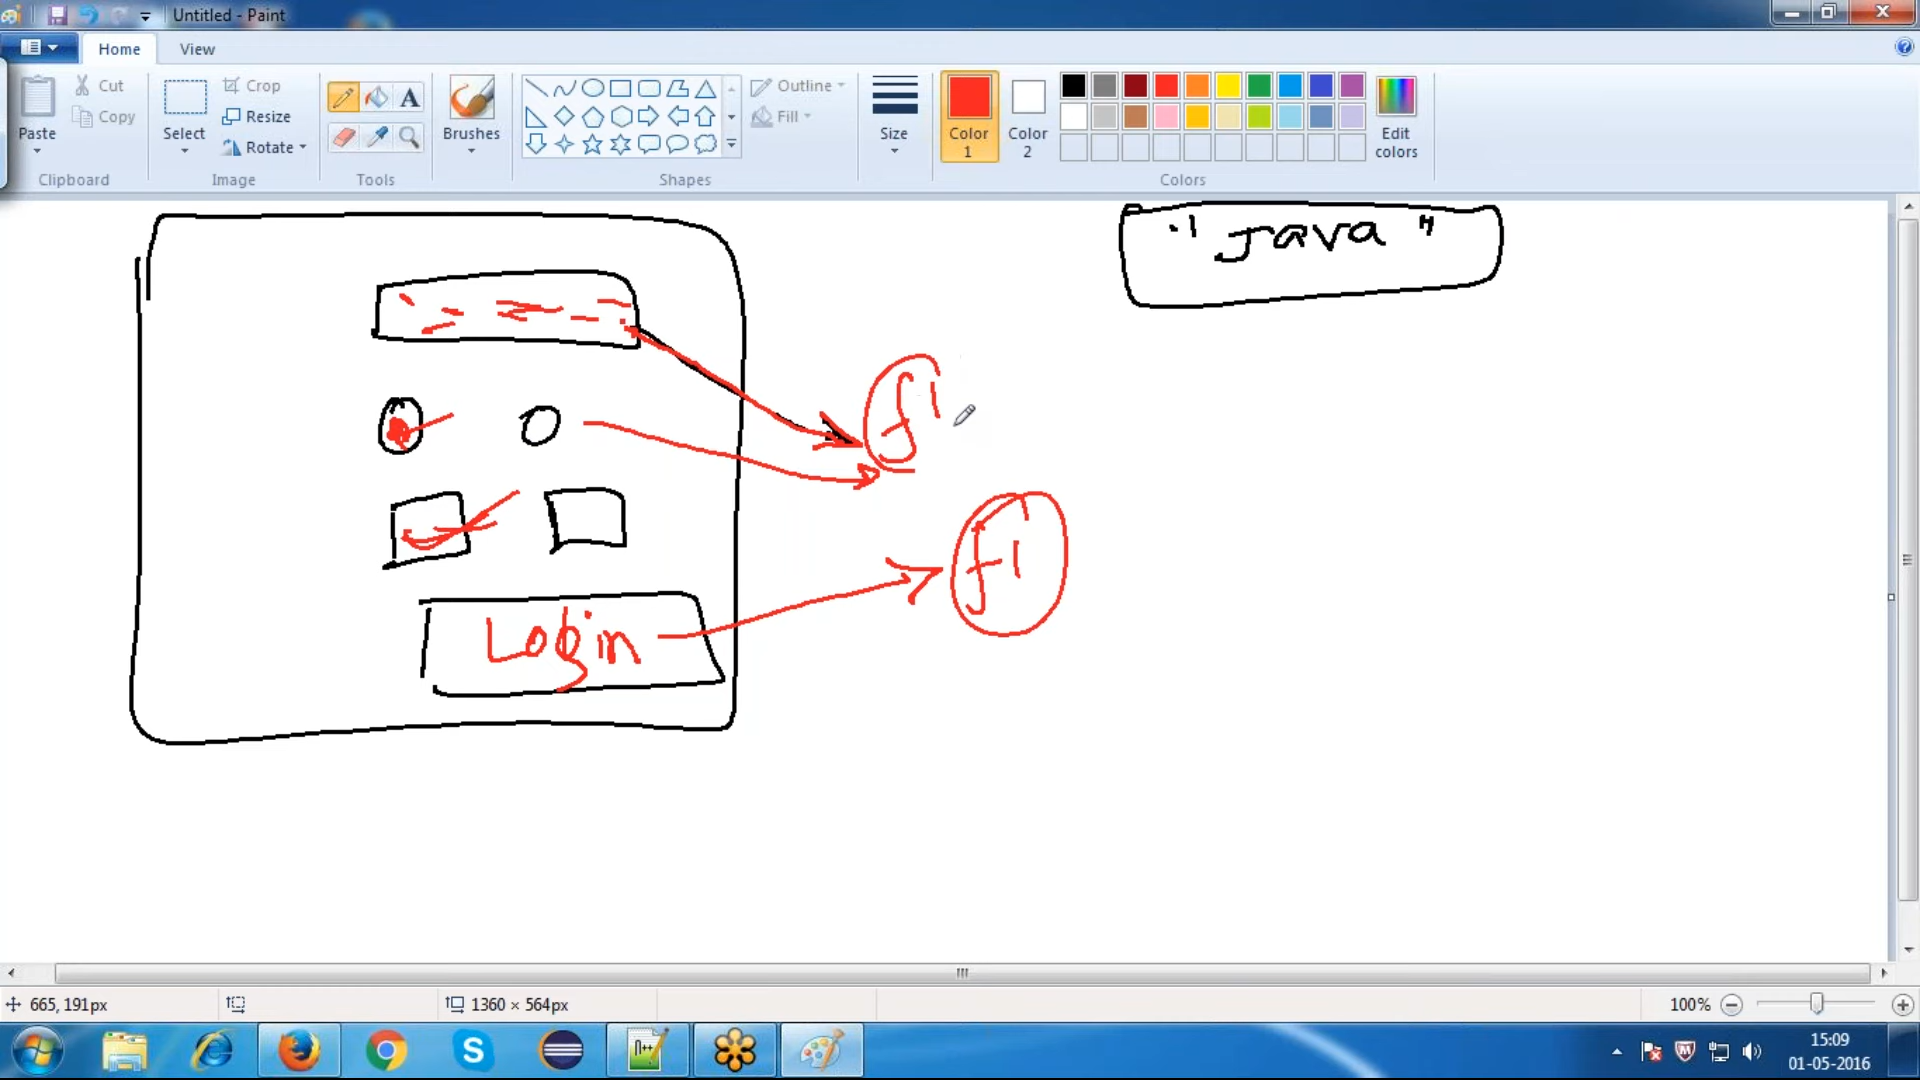 Untitled - Paint
Home
View
Cut
Copy
Paste
Clipboard
Crop
Resize
Rotate
Select
Image
A
Tools
Brushes
Shapes
Outline
Fill
Size
Color
1
Color
2
Edit
colors
Colors
" Java "
f1
f1
Login
665, 191px
1360 × 564px
100%
N++
15:09
01-05-2016